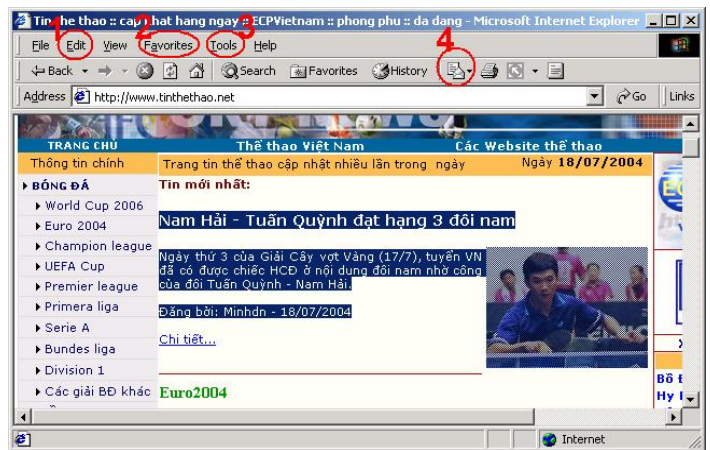 Tin the thao :: cap nhat hang ngay :: ECPVietnam :: phong phu :: da dang - Microsoft Internet Explorer
1 2 3 4
File Edit View Favorites Tools Help
Back Search Favorites History
Address http://www.tinthethao.net Go Links
TRANG CHỦ Thể thao Việt Nam Các Website thể thao
Thông tin chính Trang tin thể thao cập nhật nhiều lần trong ngày Ngày 18/07/2004
BÓNG ĐÁ
World Cup 2006
Euro 2004
Champion league
UEFA Cup
Premier league
Primera liga
Serie A
Bundes liga
Division 1
Các giải BĐ khác
Tin mới nhất:
Nam Hải - Tuấn Quỳnh đạt hạng 3 đôi nam
Ngày thứ 3 của Giải Cây vợt Vàng (17/7), tuyển VN
đã có được chiếc HCĐ ở nội dung đôi nam nhờ công
của đôi Tuấn Quỳnh - Nam Hải.
Đăng bởi: Minhdn - 18/07/2004
Chi tiết...
Euro2004
Bồ
Hy
Internet